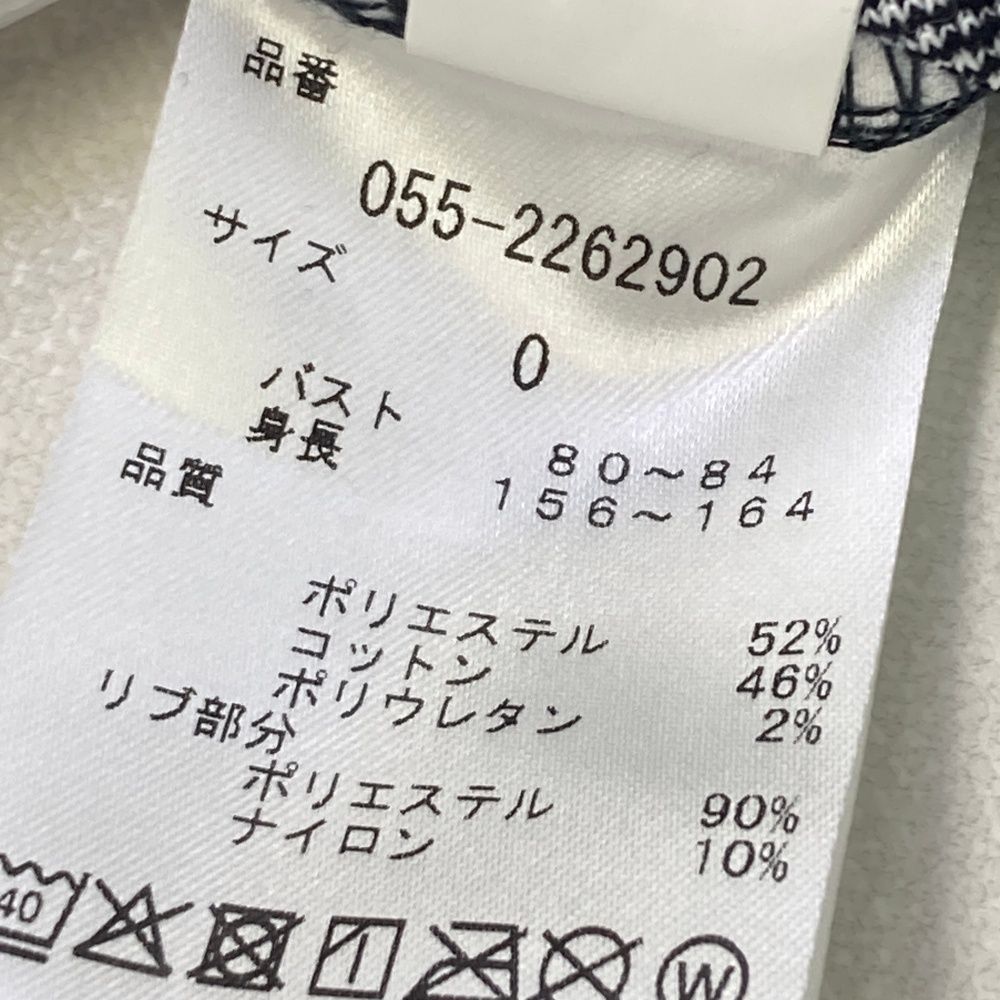 品番
055-2262902
サイズ
0
バスト 80~84
身長 156~164
品質
ポリエステル 52%
コットン 46%
ポリウレタン 2%
リブ部分
ポリエステル 90%
ナイロン 10%
40
W